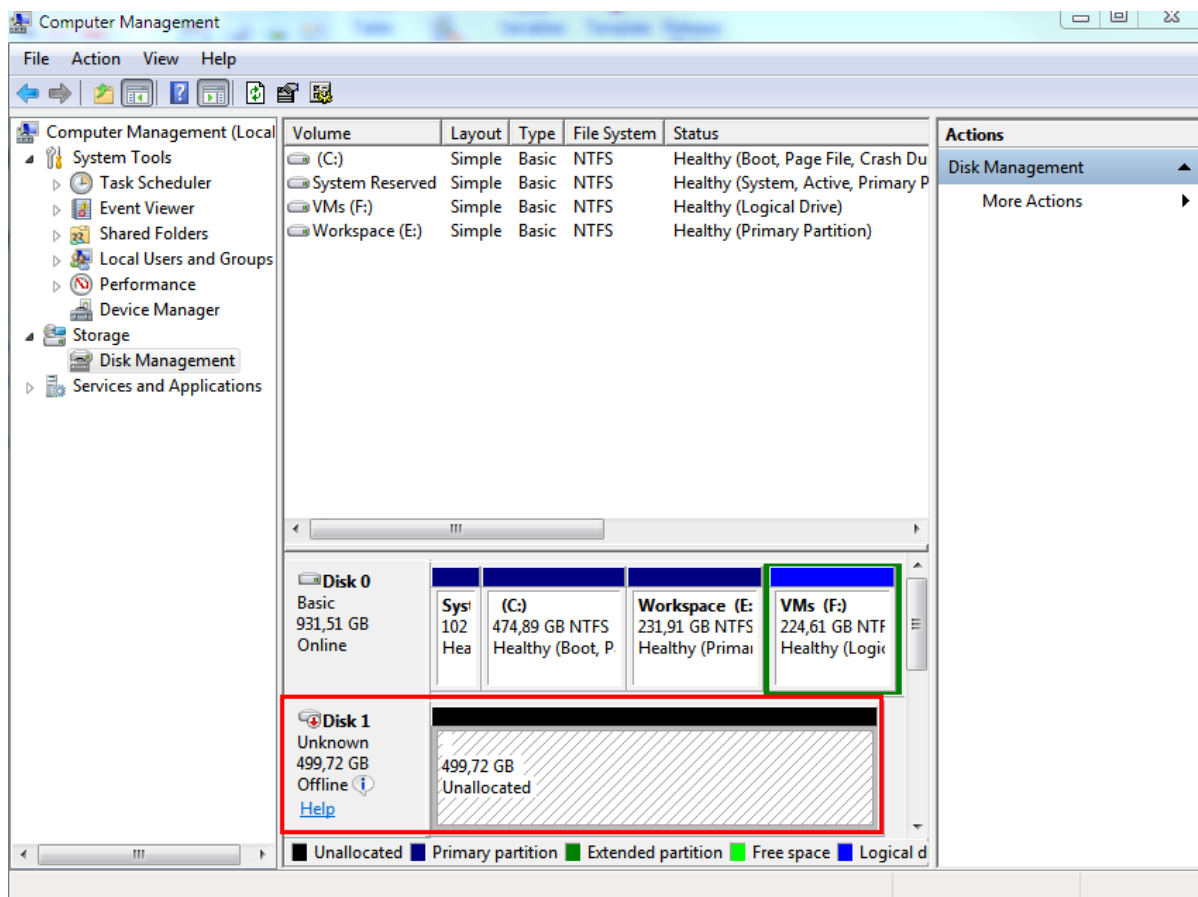 Computer Management
File Action View Help
Computer Management (Local
System Tools
Task Scheduler
Event Viewer
Shared Folders
Local Users and Groups
Performance
Device Manager
Storage
Disk Management
Services and Applications
Volume Layout Type File System Status
(C:) Simple Basic NTFS Healthy (Boot, Page File, Crash Du
System Reserved Simple Basic NTFS Healthy (System, Active, Primary P
VMs (F:) Simple Basic NTFS Healthy (Logical Drive)
Workspace (E:) Simple Basic NTFS Healthy (Primary Partition)
Actions
Disk Management
More Actions
Disk 0
Basic
931,51 GB
Online
Syst
102
Hea
(C:)
474,89 GB NTFS
Healthy (Boot, P
Workspace (E:
231,91 GB NTFS
Healthy (Primar
VMs (F:)
224,61 GB NTF
Healthy (Logic
Disk 1
Unknown
499,72 GB
Offline
Help
499,72 GB
Unallocated
Unallocated Primary partition Extended partition Free space Logical d